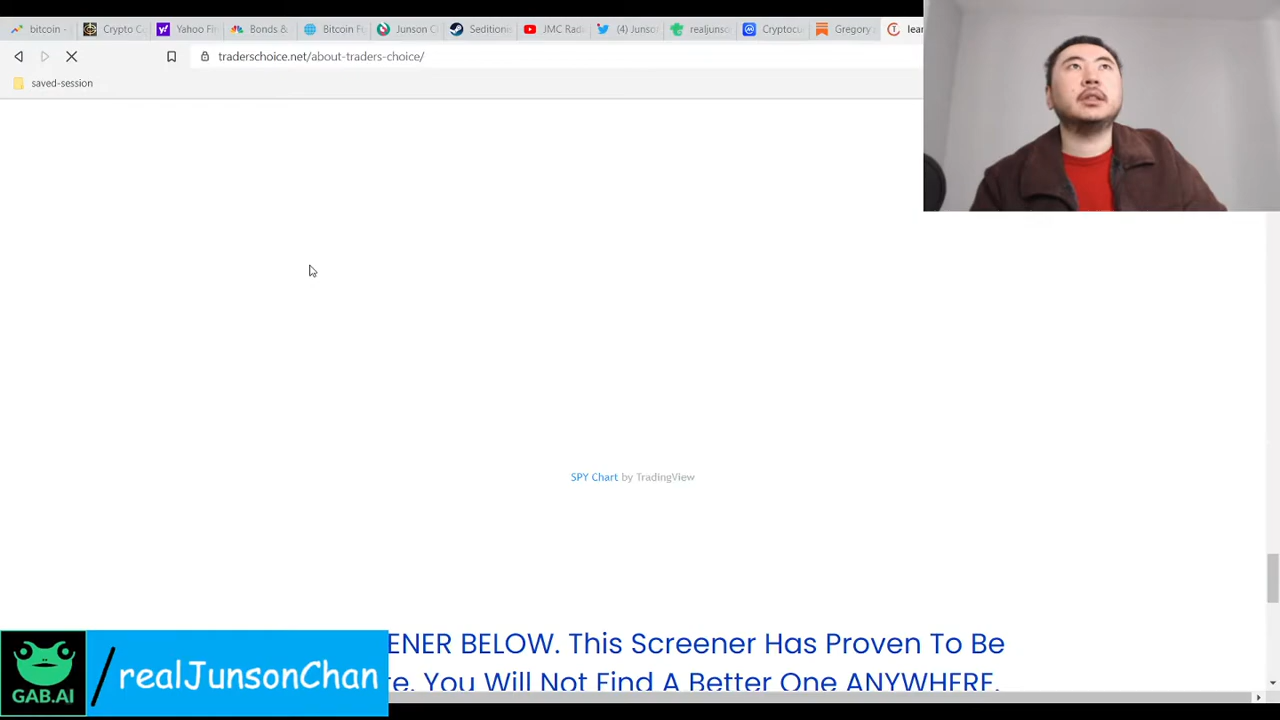 bitcoin -
Crypto G
Yahoo Fin
Bonds &
Bitcoin Fi
Junson C
Seditione
JMC Rad
(4) Junso
realjunso
Cryptocu
Gregory
lear
traderschoice.net/about-traders-choice/
saved-session
SPY Chart by TradingView
ENER BELOW. This Screener Has Proven To Be
te. You Will Not Find A Better One ANYWHERE.
GAB.AI
/realJunsonChan